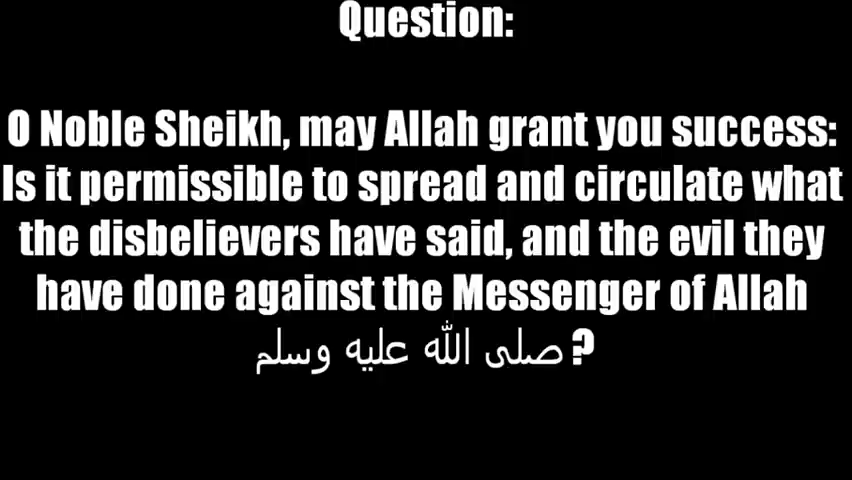 Question:
O Noble Sheikh, may Allah grant you success:
Is it permissible to spread and circulate what
the disbelievers have said, and the evil they
have done against the Messenger of Allah
صلى الله عليه وسلم?